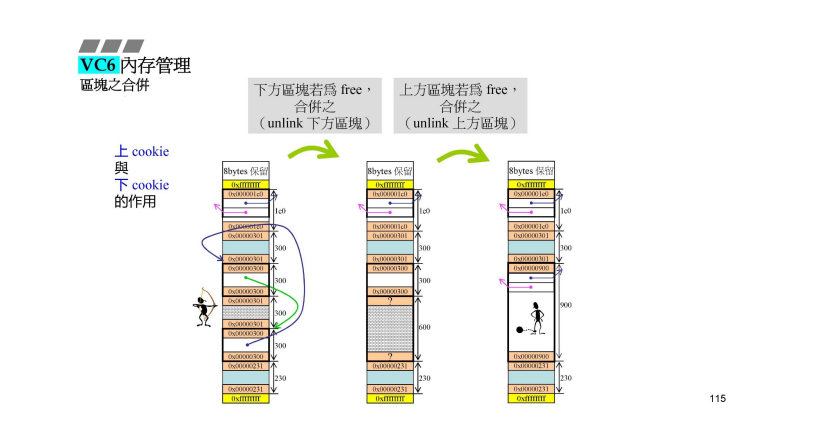 VC6 內存管理
區塊之合併
下方區塊若爲 free，
合併之
（unlink 下方區塊）
上方區塊若爲 free，
合併之
（unlink 上方區塊）
上 cookie
與
下 cookie
的作用
8bytes 保留
0xffffffff
0x000001c0
1c0
0x000001c0
0x00000301
300
0x00000301
0x00000300
300
0x00000300
0x00000301
300
0x00000301
0x00000300
300
0x00000300
0x00000231
230
0x00000231
0xffffffff
8bytes 保留
0xffffffff
0x000001c0
1c0
0x000001c0
0x00000301
300
0x00000301
0x00000300
300
0x00000300
?
600
?
0x00000231
230
0x00000231
0xffffffff
8bytes 保留
0xffffffff
0x000001c0
1c0
0x000001c0
0x00000301
300
0x00000301
0x00000900
900
0x00000900
0x00000231
230
0x00000231
0xffffffff
115